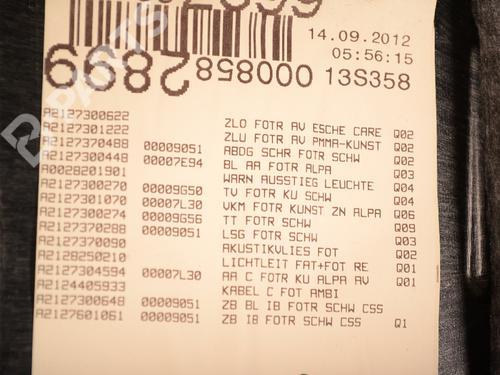 14.09.2012
05:56:15
0008582899 13S358
A2127300622 ZLO FOTR AV ESCHE CARE Q02
A2127301222 ZLU FOTR AV PMMA-KUNST Q02
A2127370488 00009051 ABDG SCHR FOTR SCHW Q02
A2127300448 00007E94 BL AA FOTR ALPA Q03
A0028201901 WARN AUSSTIEG LEUCHTE Q04
A2127300270 00009G50 TV FOTR KU SCHW Q02
A2127301070 00007L30 VKM FOTR KUNST ZN ALPA Q06
A2127300274 00009G56 TT FOTR SCHW Q09
A2127370288 00009051 LSG FOTR SCHW Q03
A2127370090 AKUSTIKVLIES FOT Q02
A2128250210 LICHTLEIT FAT+FOT RE Q01
A2127304594 00007L30 AA C FOTR KU ALPA AV Q01
A2124405933 KABEL C FOT AMBI
A2127300648 00009051 ZB BL IB FOTR SCHW CSS
A2127601061 00009051 ZB IB FOTR SCHW CSS Q1
B-PARTS